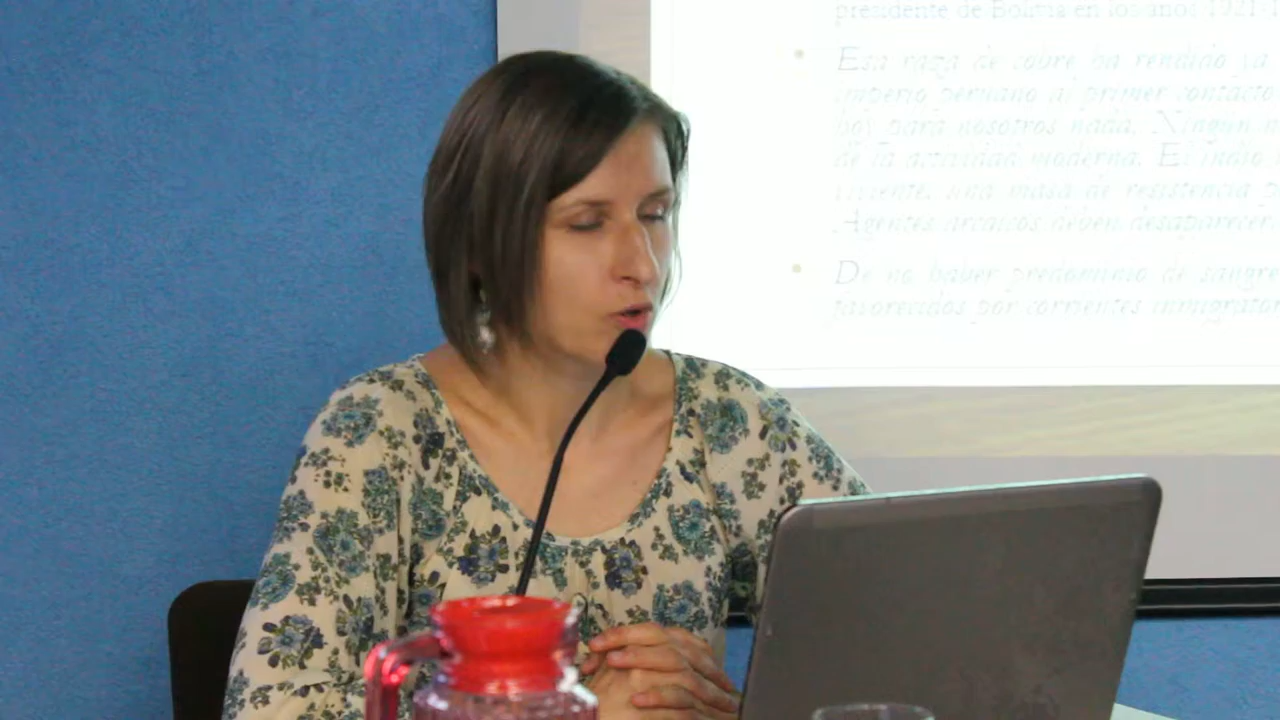 presidente de Bolivia en los años 1921-1
• Esa raza de cobre ha rendido ya
imperio peruano al primer contacto
hoy para nosotros nada. Ningún
de la actividad moderna. El indio
viviente, una masa de resistencia
Agentes arcaicos deben desaparecer
• De no haber predominio de sangre
favorecidos por corrientes inmigrator